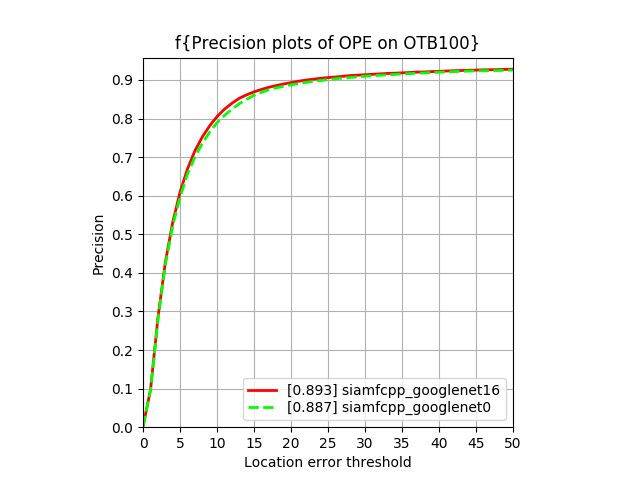 f{Precision plots of OPE on OTB100}
Precision
0.9
0.8
0.7
0.6
0.5
0.4
0.3
0.2
0.1
0.0
[0.893] siamfcpp_googlenet16
[0.887] siamfcpp_googlenet0
0 5 10 15 20 25 30 35 40 45 50
Location error threshold